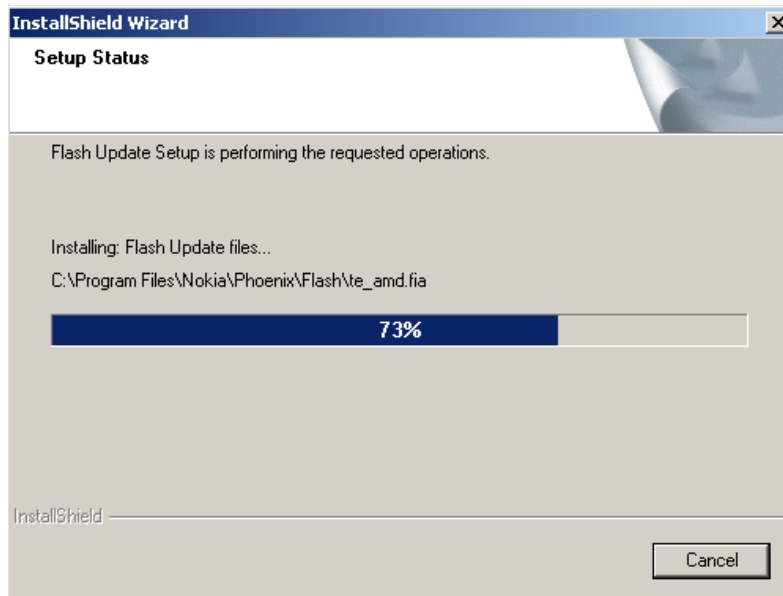 InstallShield Wizard
Setup Status
Flash Update Setup is performing the requested operations.
Installing: Flash Update files...
C:\Program Files\Nokia\Phoenix\Flash\te_amd.fia
73%
InstallShield
Cancel